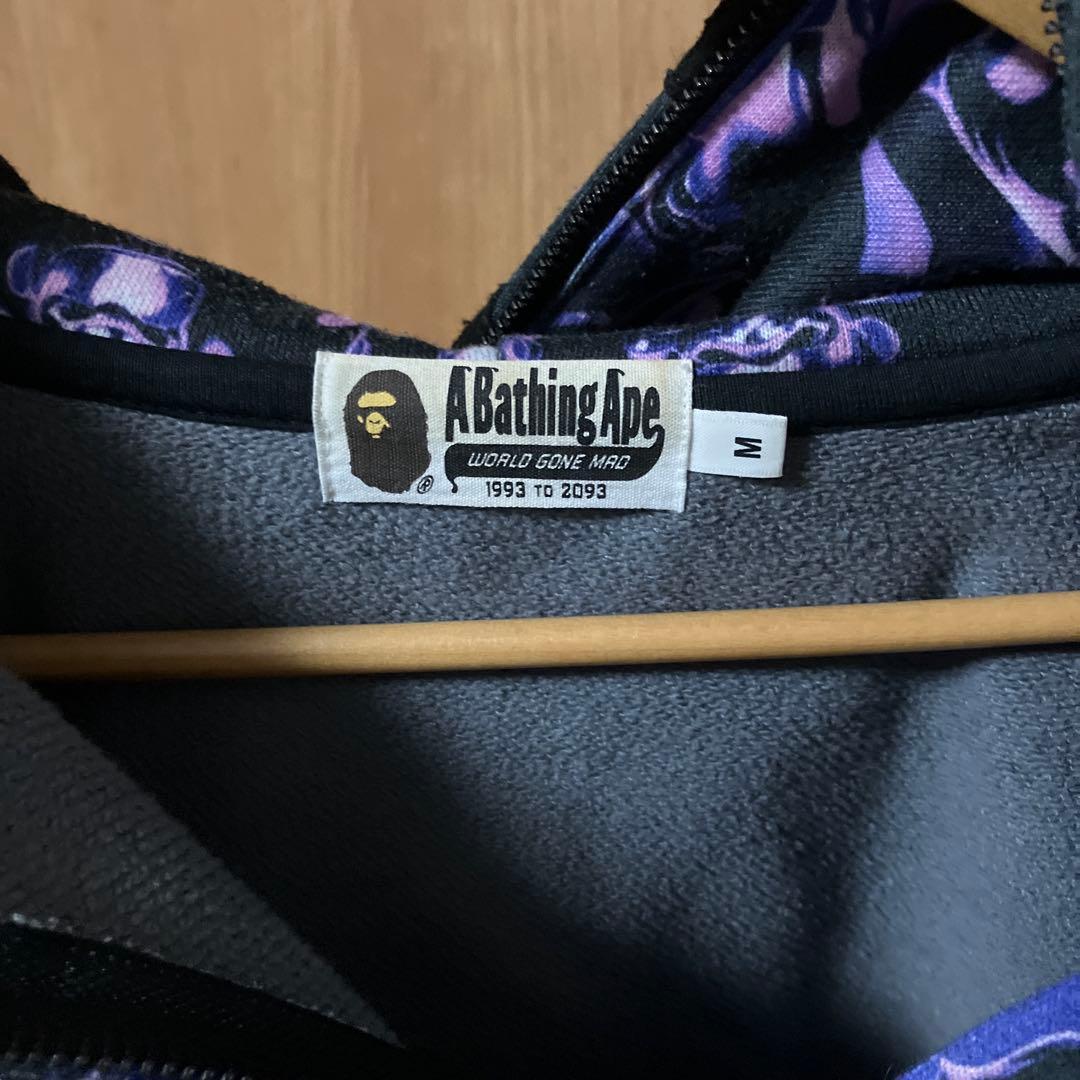 A Bathing Ape
WORLD GONE MAD
1993 TO 2093
®
M